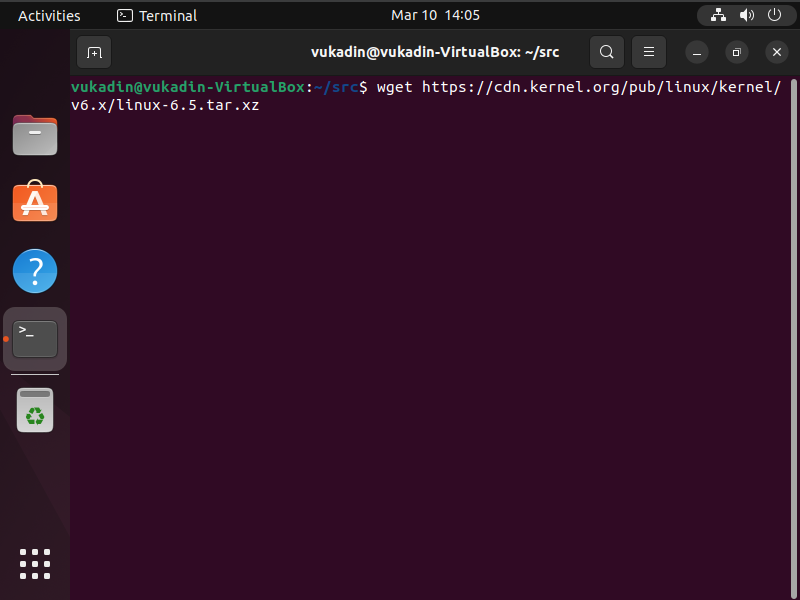 Activities Terminal Mar 10 14:05
vukadin@vukadin-VirtualBox: ~/src
vukadin@vukadin-VirtualBox:~/src$ wget https://cdn.kernel.org/pub/linux/kernel/
v6.x/linux-6.5.tar.xz